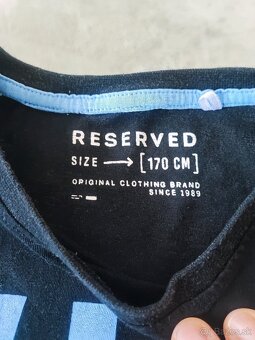 RESERVED
SIZE → [170 CM]
ORIGINAL CLOTHING BRAND
SINCE 1989